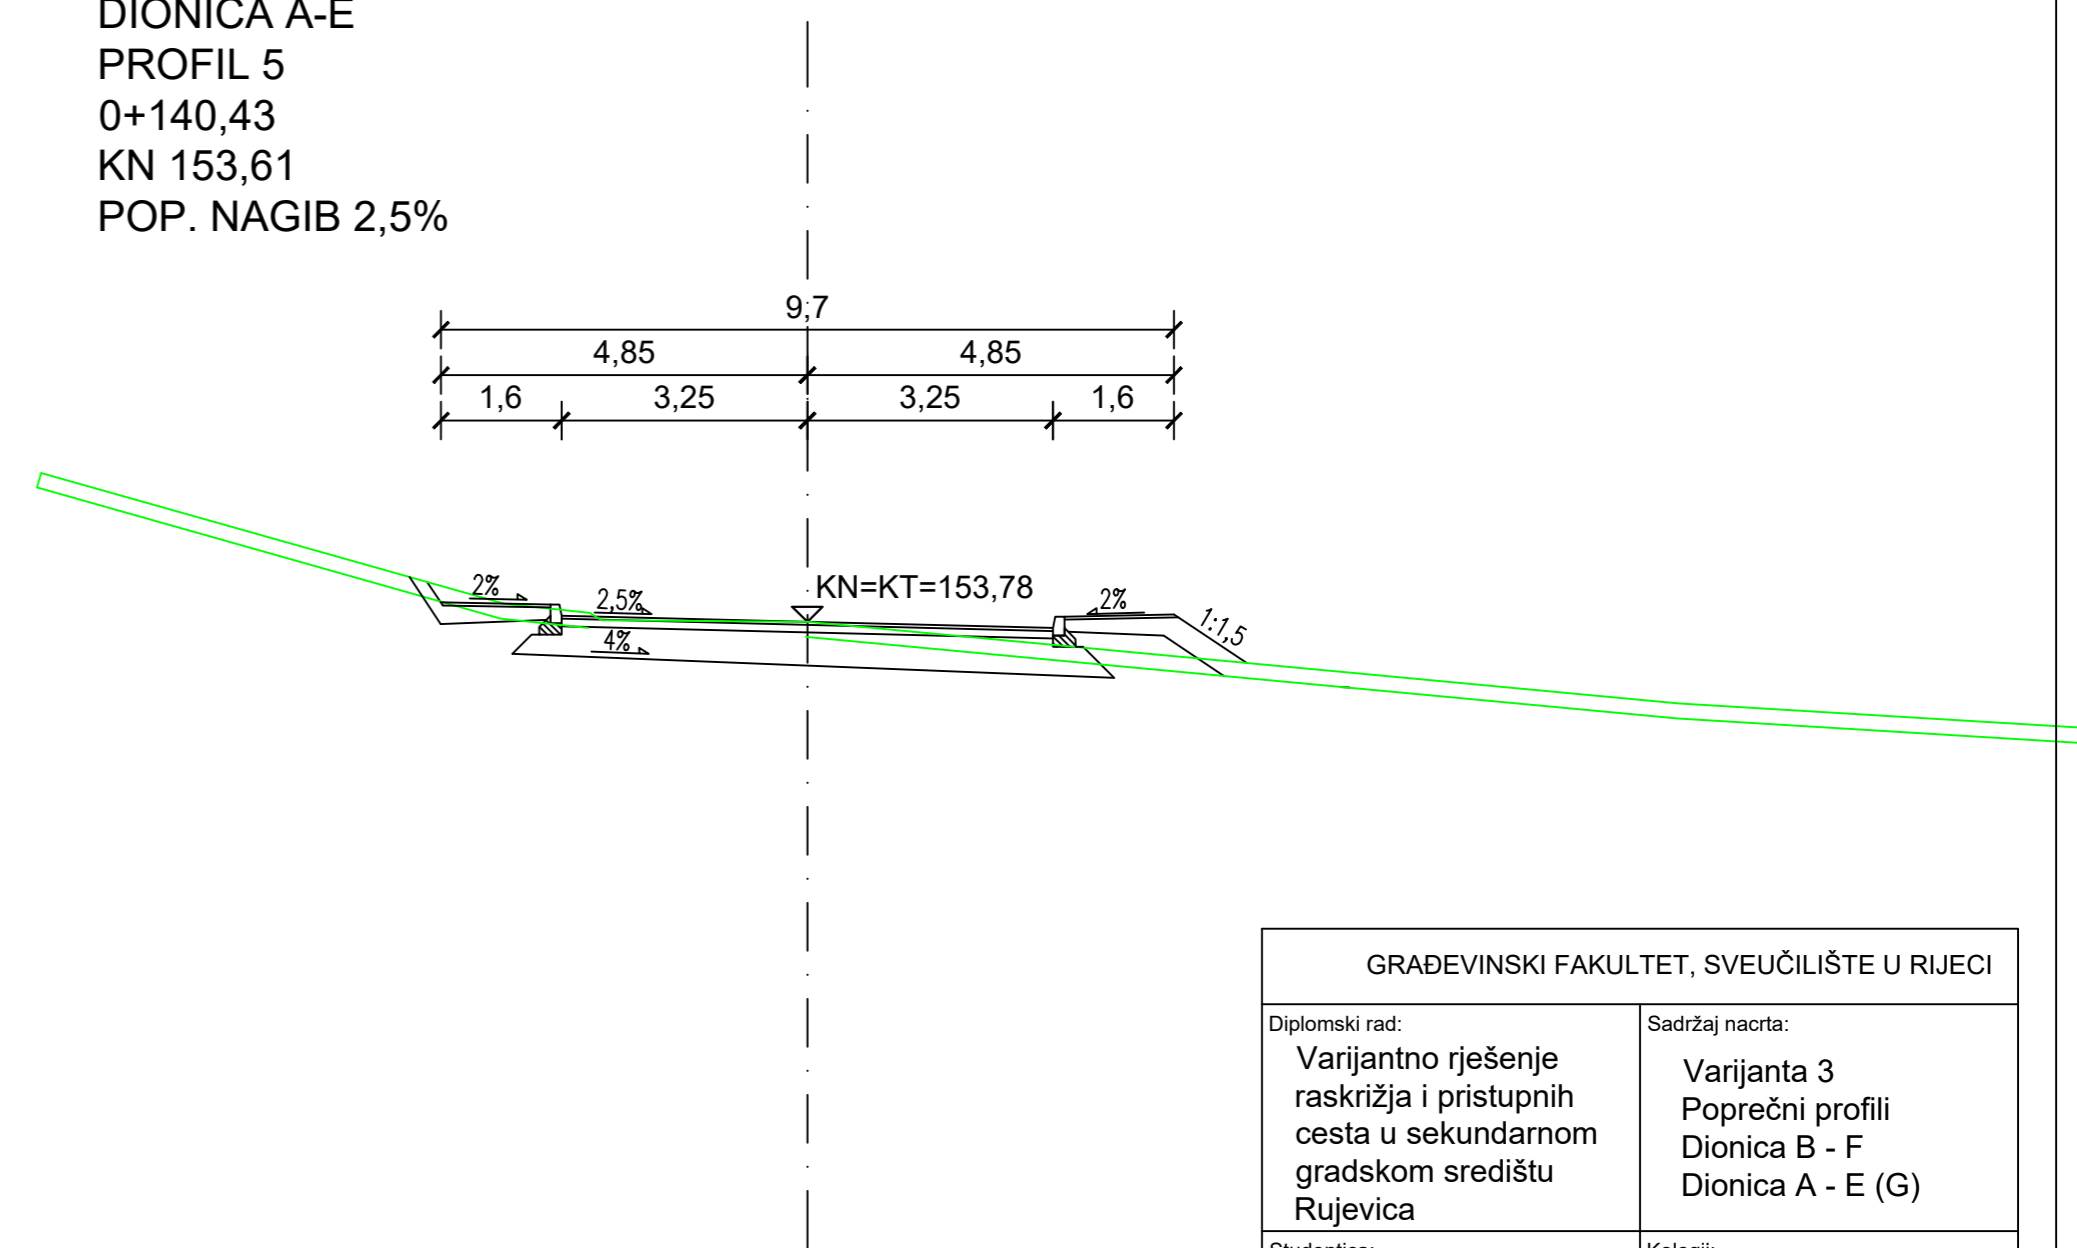 DIONICA A-E
PROFIL 5
0+140,43
KN 153,61
POP. NAGIB 2,5%
9,7
4,85 4,85
1,6 3,25 3,25 1,6
KN=KT=153,78
2% 2,5% 2% 1:1,5
4%
GRAĐEVINSKI FAKULTET, SVEUČILIŠTE U RIJECI
Diplomski rad:
Varijantno rješenje
raskrižja i pristupnih
cesta u sekundarnom
gradskom središtu
Rujevica
Sadržaj nacrta:
Varijanta 3
Poprečni profili
Dionica B - F
Dionica A - E (G)
Studentica:
Kolegij: